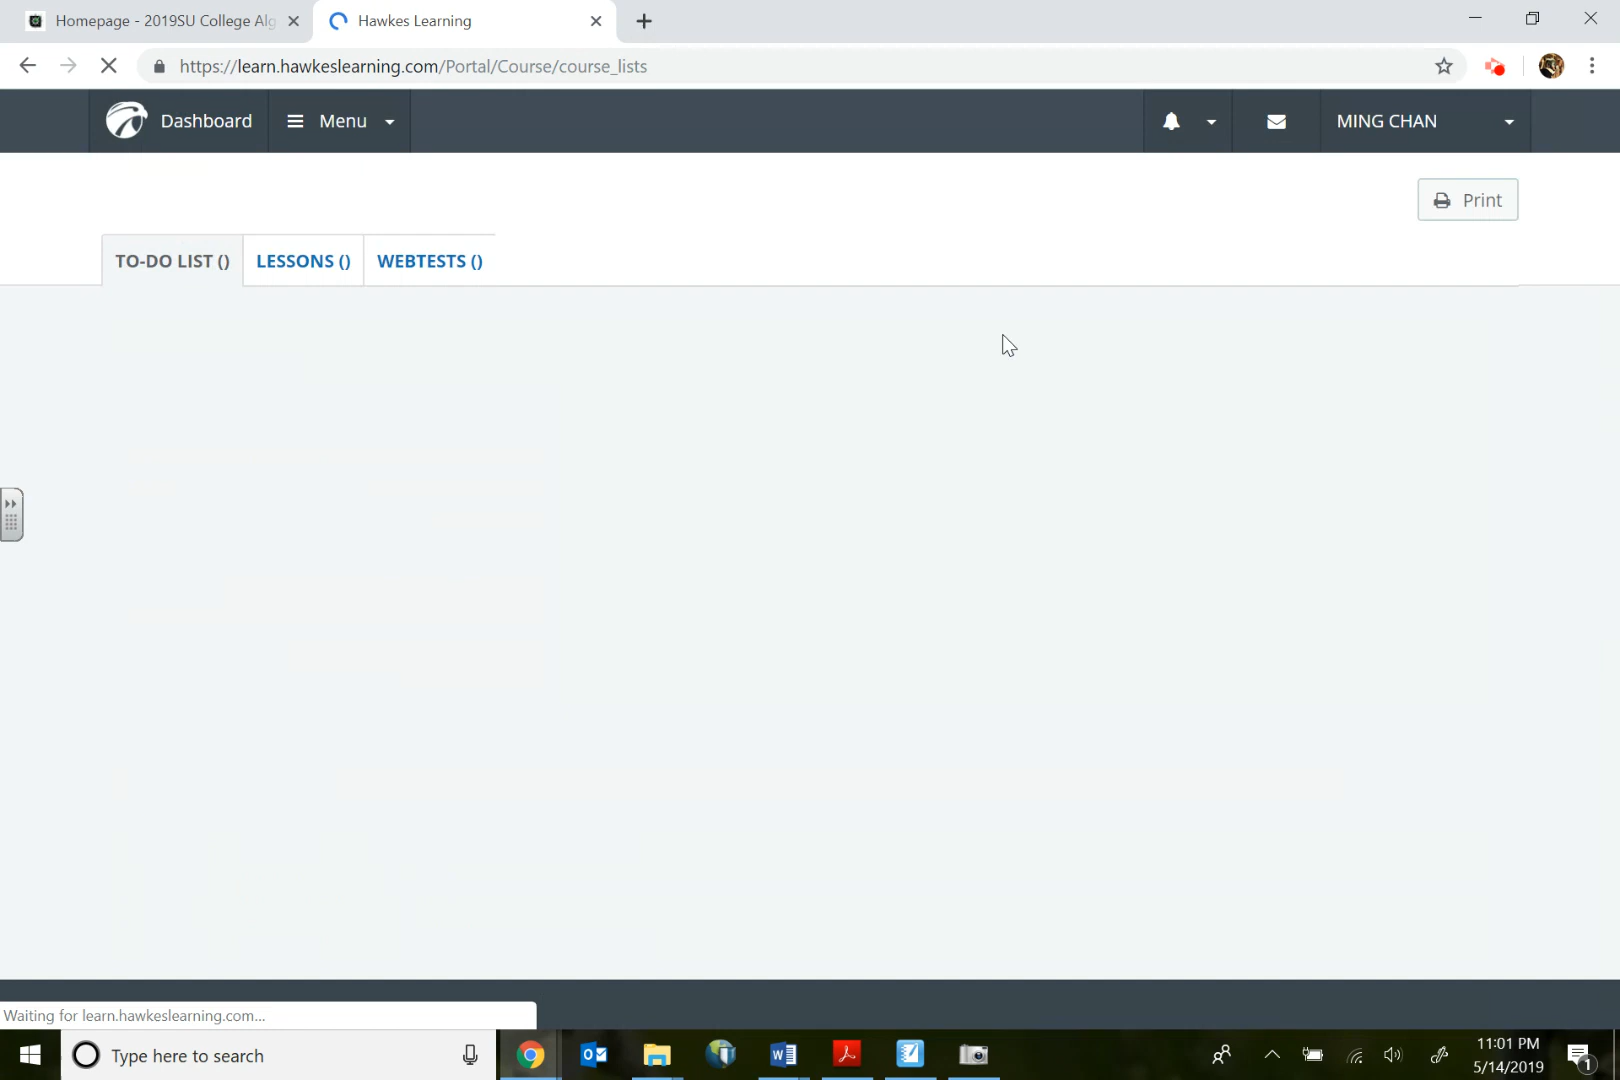 Homepage - 2019SU College Alg
Hawkes Learning
https://learn.hawkeslearning.com/Portal/Course/course_lists
Dashboard
Menu
MING CHAN
Print
TO-DO LIST ()
LESSONS ()
WEBTESTS ()
Waiting for learn.hawkeslearning.com...
Type here to search
11:01 PM
5/14/2019
1